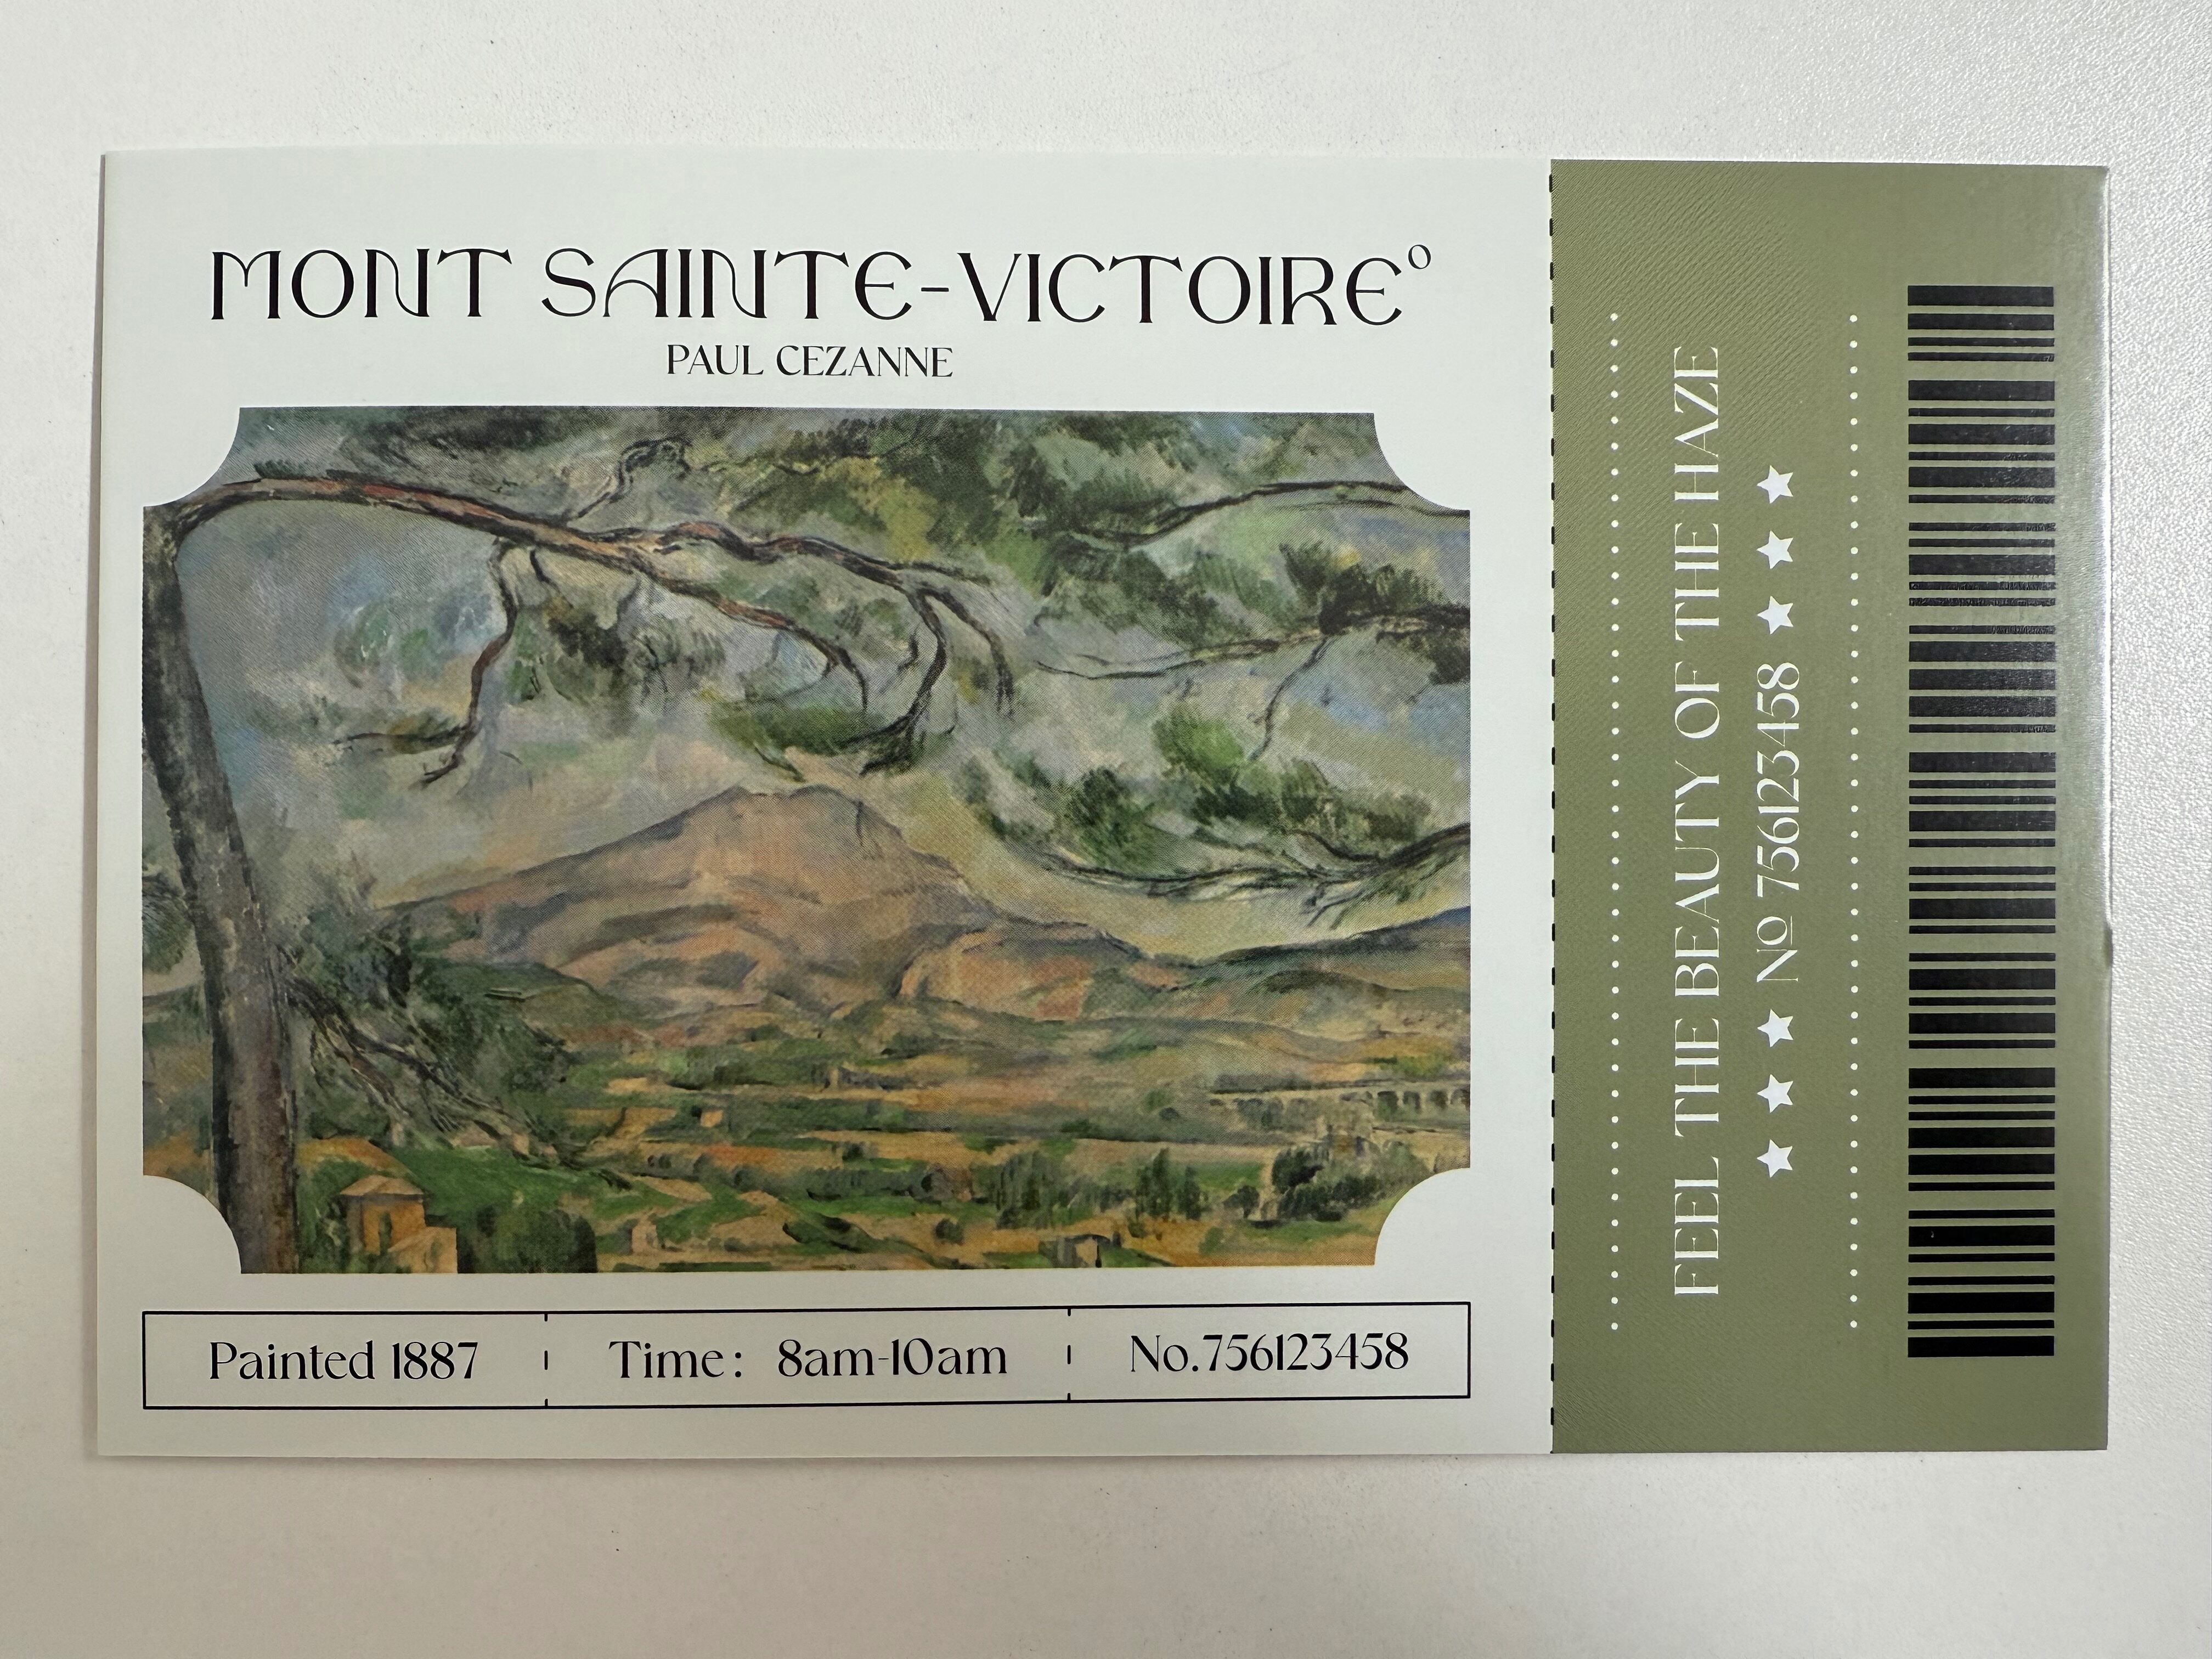 MONT SAINTE-VICTOIREº
PAUL CEZANNE
Painted 1887
Time: 8am-10am
No.756123458
FEEL THE BEAUTY OF THE HAZE
★ ★ ★ Nº 756123458 ★ ★ ★